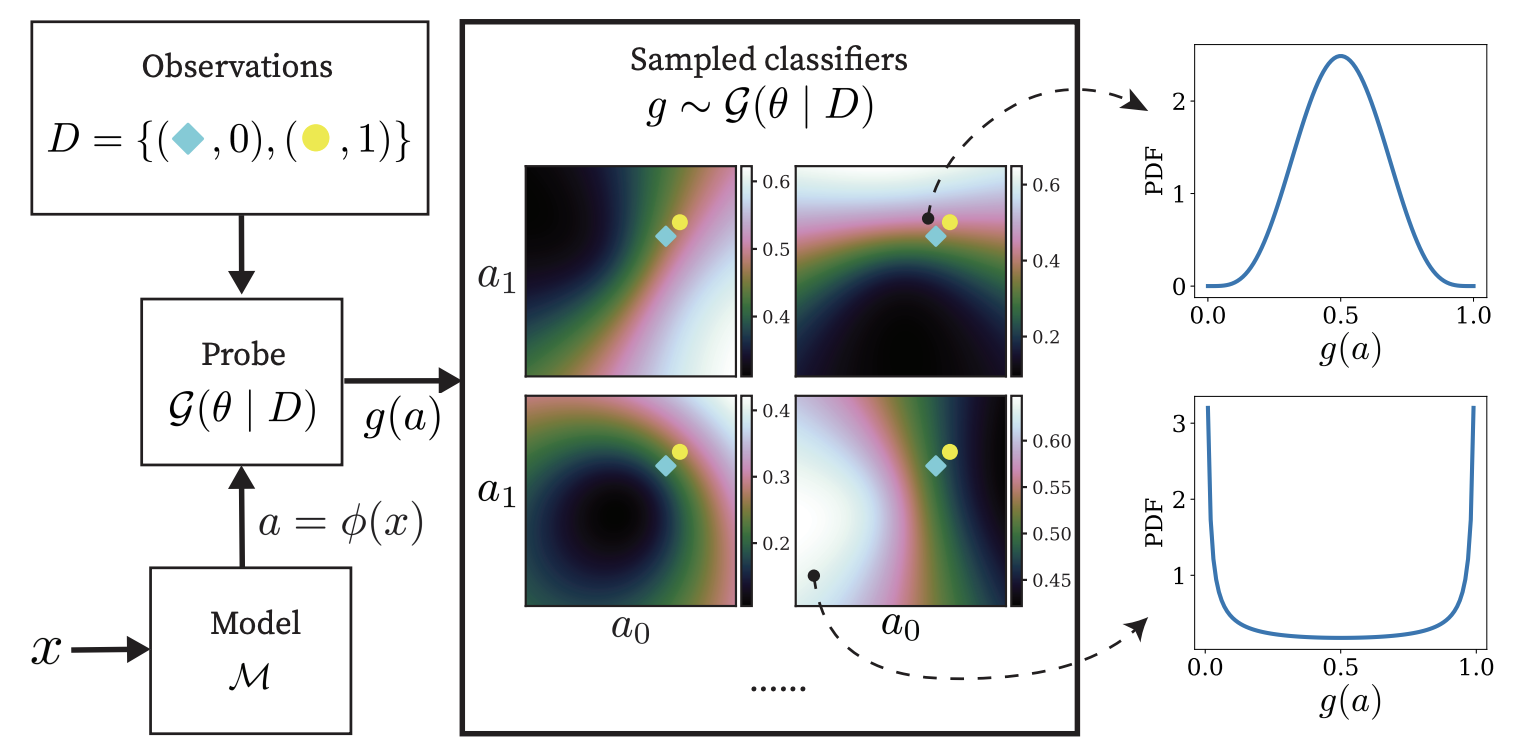 Observations
D = {(◆, 0), (●, 1)}
Probe
𝒢(θ | D)
g(a)
a = ϕ(x)
x
Model
ℳ
Sampled classifiers
g ∼ 𝒢(θ | D)
a₁
0.6
0.5
0.4
0.6
0.4
0.2
a₁
0.4
0.3
0.2
0.60
0.55
0.50
0.45
a₀
a₀
......
PDF
2
1
0
0.0 0.5 1.0
g(a)
PDF
3
2
1
0.0 0.5 1.0
g(a)